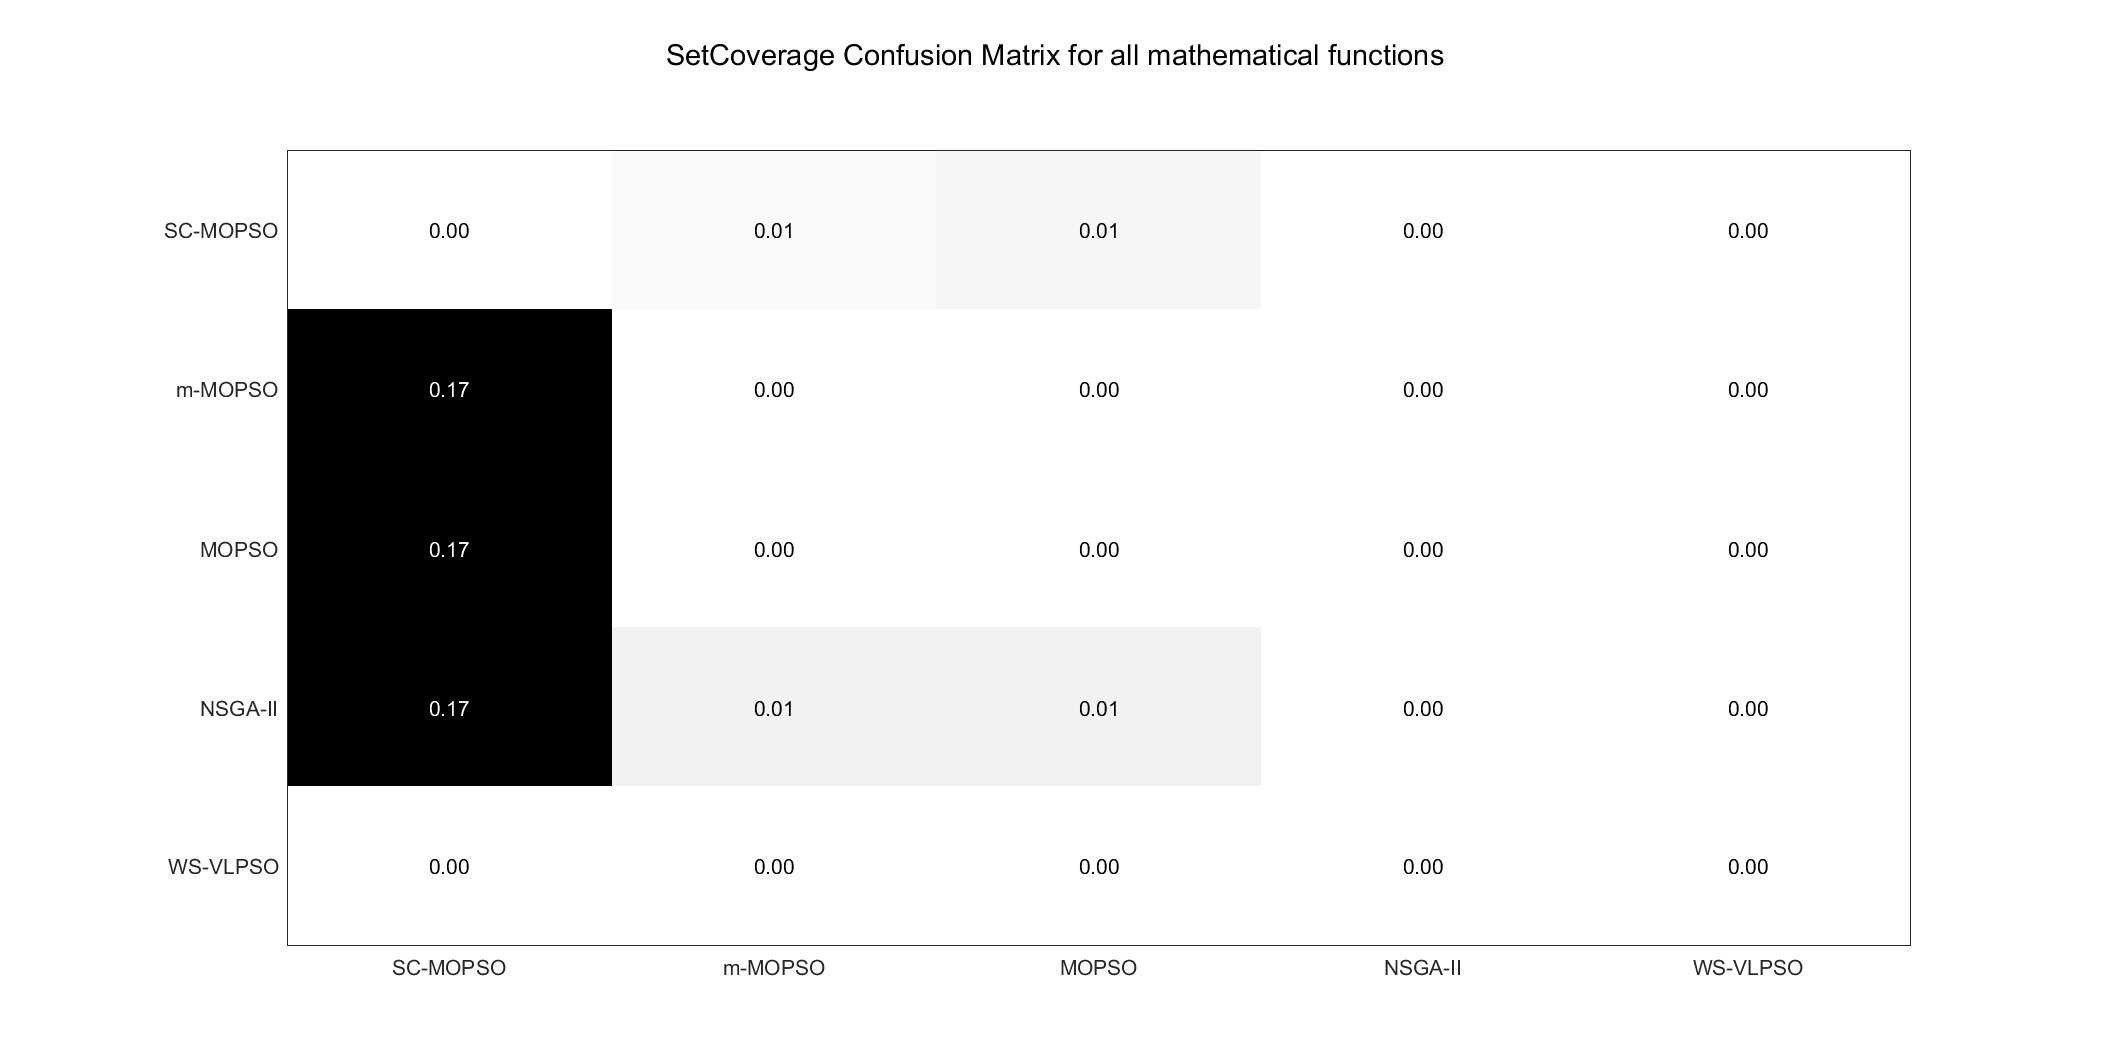 SetCoverage Confusion Matrix for all mathematical functions
SC-MOPSO 0.00 0.01 0.01 0.00 0.00
m-MOPSO 0.17 0.00 0.00 0.00 0.00
MOPSO 0.17 0.00 0.00 0.00 0.00
NSGA-II 0.17 0.01 0.01 0.00 0.00
WS-VLPSO 0.00 0.00 0.00 0.00 0.00
SC-MOPSO m-MOPSO MOPSO NSGA-II WS-VLPSO